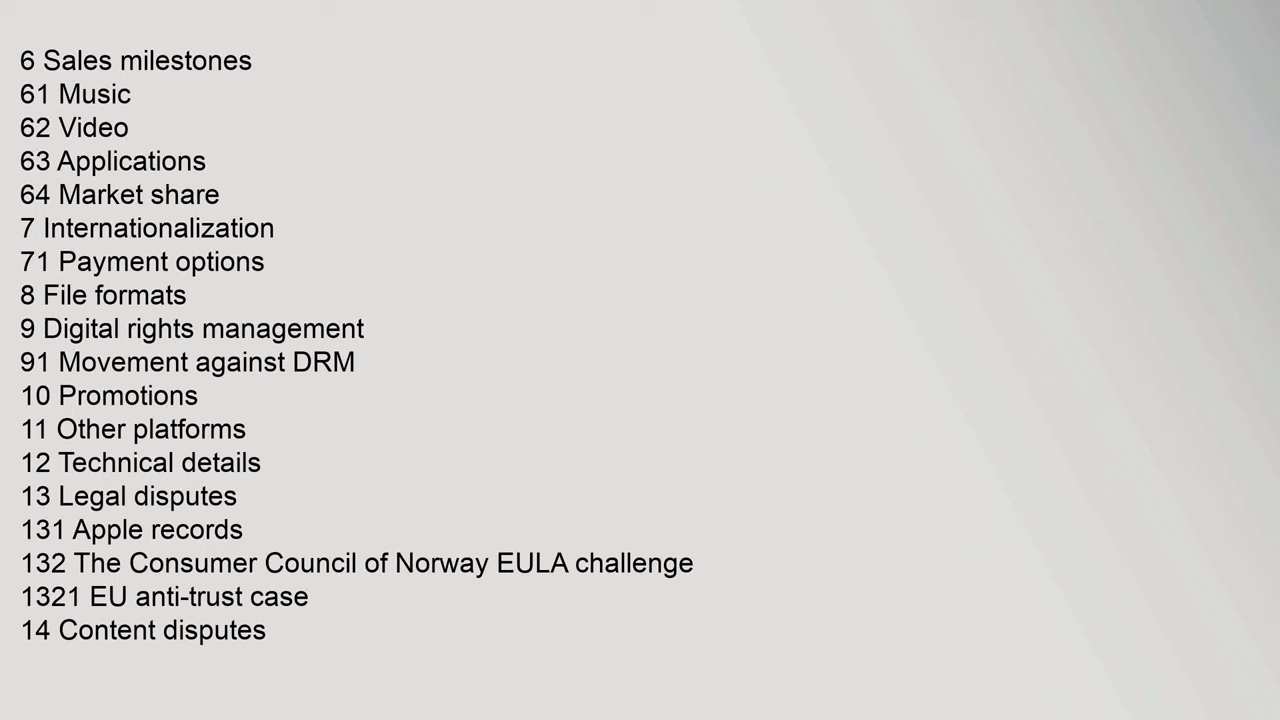 6 Sales milestones
61 Music
62 Video
63 Applications
64 Market share
7 Internationalization
71 Payment options
8 File formats
9 Digital rights management
91 Movement against DRM
10 Promotions
11 Other platforms
12 Technical details
13 Legal disputes
131 Apple records
132 The Consumer Council of Norway EULA challenge
1321 EU anti-trust case
14 Content disputes